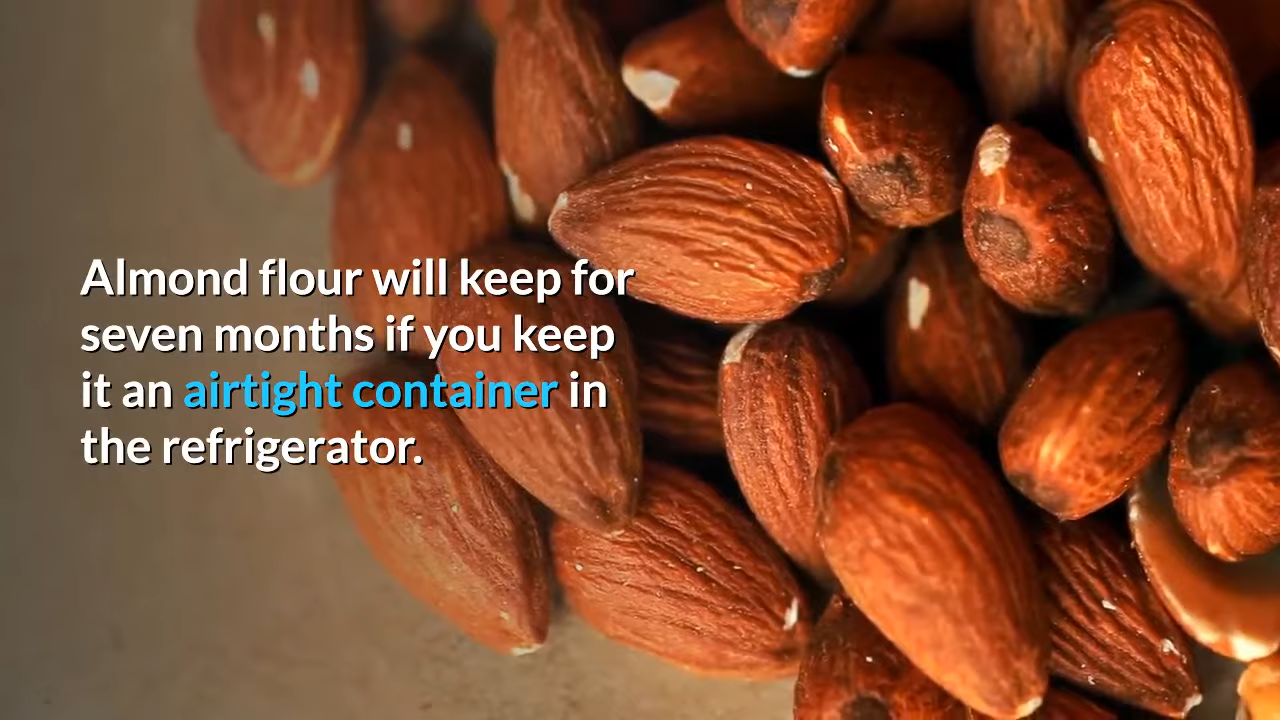 Almond flour will keep for
seven months if you keep
it an airtight container in
the refrigerator.